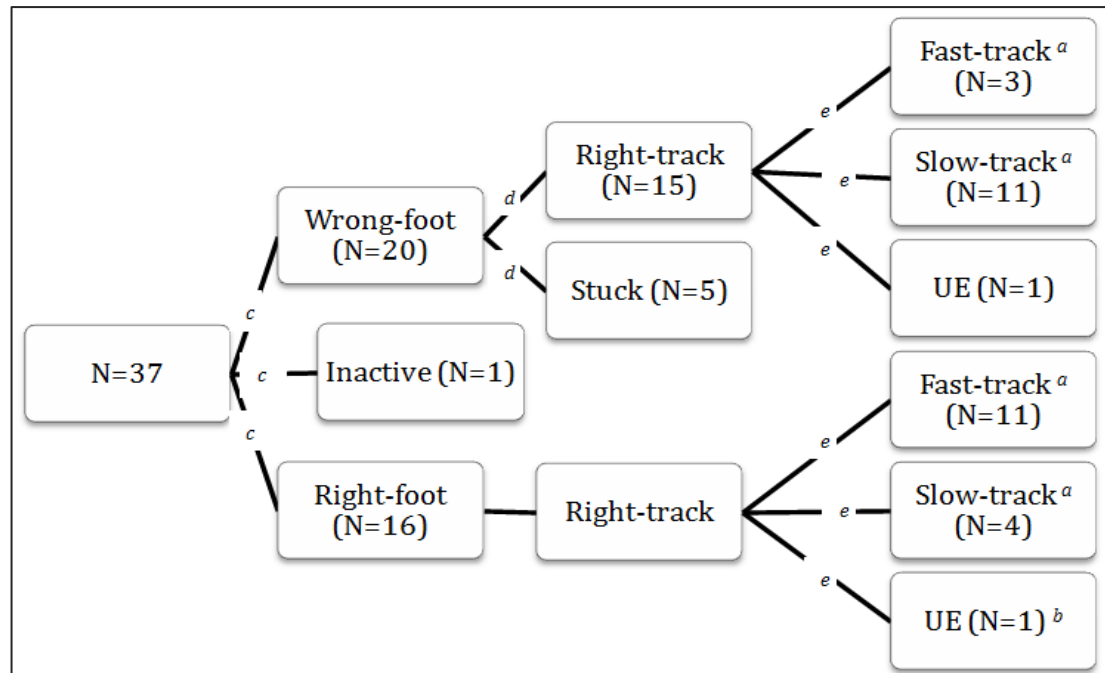 N=37
c
c
c
Wrong-foot
(N=20)
Inactive (N=1)
Right-foot
(N=16)
d
d
Right-track
(N=15)
Stuck (N=5)
Right-track
e
e
e
e
e
e
Fast-track a
(N=3)
Slow-track a
(N=11)
UE (N=1)
Fast-track a
(N=11)
Slow-track a
(N=4)
UE (N=1) b